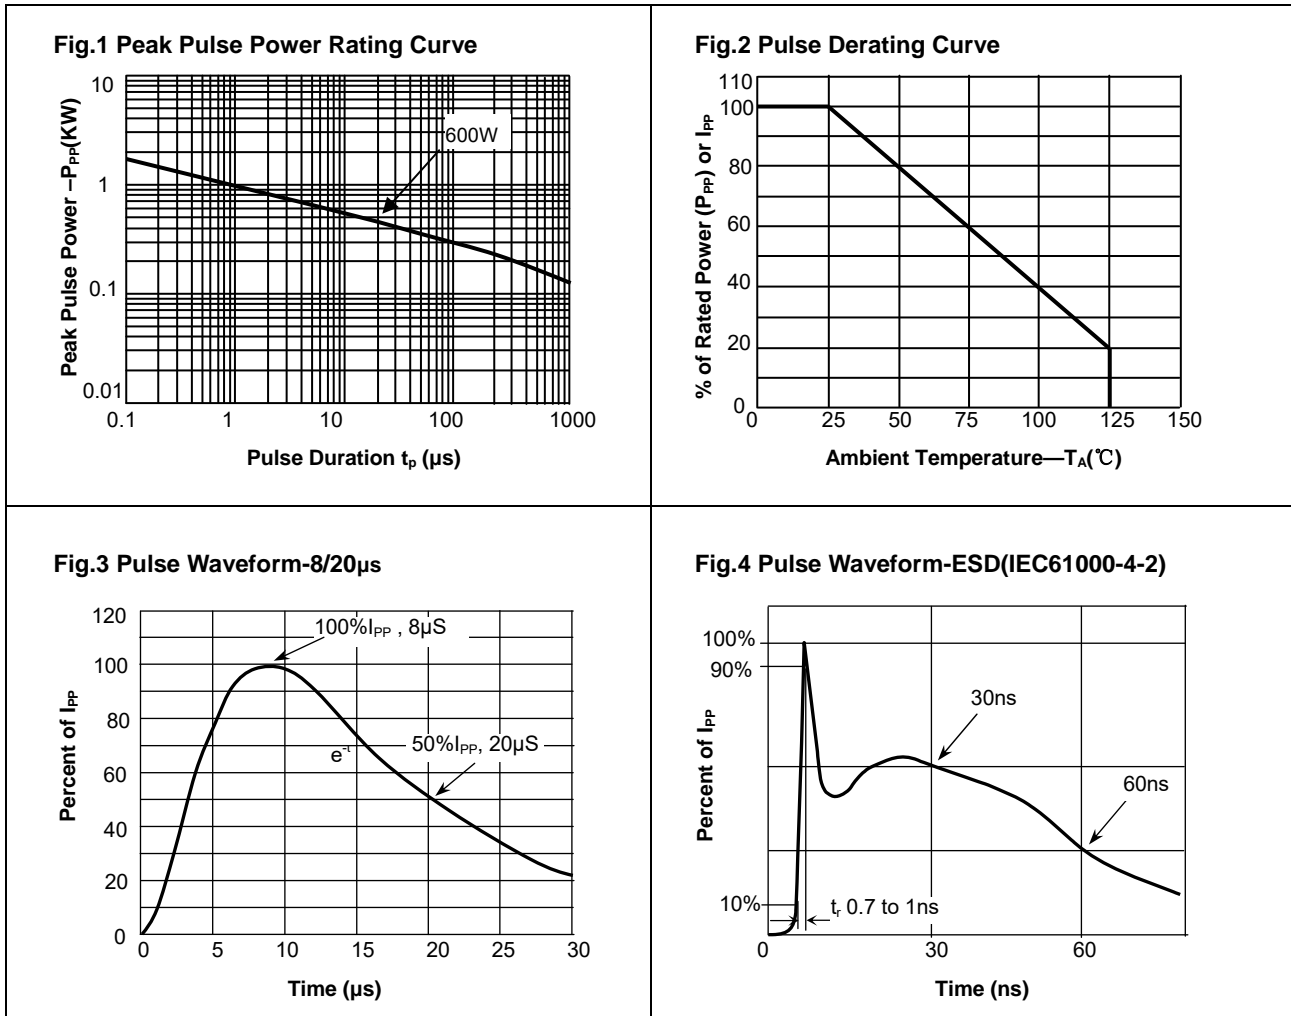 Fig.1 Peak Pulse Power Rating Curve
Peak Pulse Power –PPP(KW)
10
1
0.1
0.01
600W
0.1 1 10 100 1000
Pulse Duration tp (µs)
Fig.2 Pulse Derating Curve
% of Rated Power (PPP) or IPP
110
100
80
60
40
20
0
25 50 75 100 125 150
Ambient Temperature—TA(℃)
Fig.3 Pulse Waveform-8/20µs
Percent of IPP
120
100
80
60
40
20
0
100%IPP , 8µS
50%IPP, 20µS
e-t
0 5 10 15 20 25 30
Time (µs)
Fig.4 Pulse Waveform-ESD(IEC61000-4-2)
Percent of IPP
100%
90%
10%
30ns
60ns
tr 0.7 to 1ns
0 30 60
Time (ns)